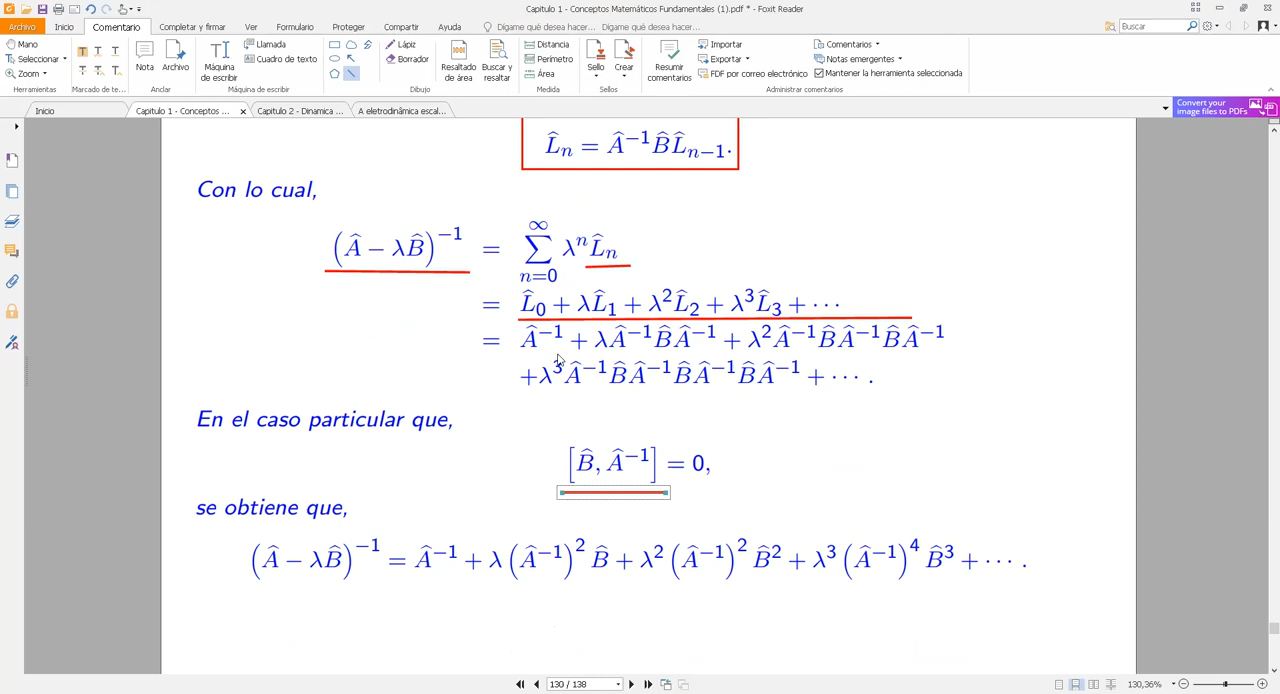 Capitulo 1 - Conceptos Matemáticos Fundamentales (1).pdf * - Foxit Reader
Archivo Inicio Comentario Completar y firmar Ver Formulario Proteger Compartir Ayuda Dígame qué desea hacer... Dígame qué desea hacer... Buscar
Mano
Seleccionar
Zoom
Herramientas
T T T
T T T
Marcado de te...
Nota
Archivo
Anclar
Máquina de escribir
Llamada
Cuadro de texto
Máquina de escribir
Lápiz
Borrador
Dibujo
Resaltado de área
Buscar y resaltar
Distancia
Perímetro
Área
Medida
Sello
Crear
Sellos
Resumir comentarios
Importar
Exportar
FDF por correo electrónico
Comentarios
Notas emergentes
Mantener la herramienta seleccionada
Administrar comentarios
Inicio
Capitulo 1 - Conceptos ...
Capitulo 2 - Dinamica ...
A eletrodinâmica escal...
Convert your image files to PDFs
L̂ₙ = Â⁻¹B̂L̂ₙ₋₁.
Con lo cual,
(Â − λB̂)⁻¹ = ∑ₙ₌₀^∞ λⁿL̂ₙ
= L̂₀ + λL̂₁ + λ²L̂₂ + λ³L̂₃ + ⋯
= Â⁻¹ + λÂ⁻¹B̂Â⁻¹ + λ²Â⁻¹B̂Â⁻¹B̂Â⁻¹
+λ³Â⁻¹B̂Â⁻¹B̂Â⁻¹B̂Â⁻¹ + ⋯ .
En el caso particular que,
[B̂, Â⁻¹] = 0,
se obtiene que,
(Â − λB̂)⁻¹ = Â⁻¹ + λ(Â⁻¹)²B̂ + λ²(Â⁻¹)²B̂² + λ³(Â⁻¹)⁴B̂³ + ⋯ .
130 / 138
130,36%